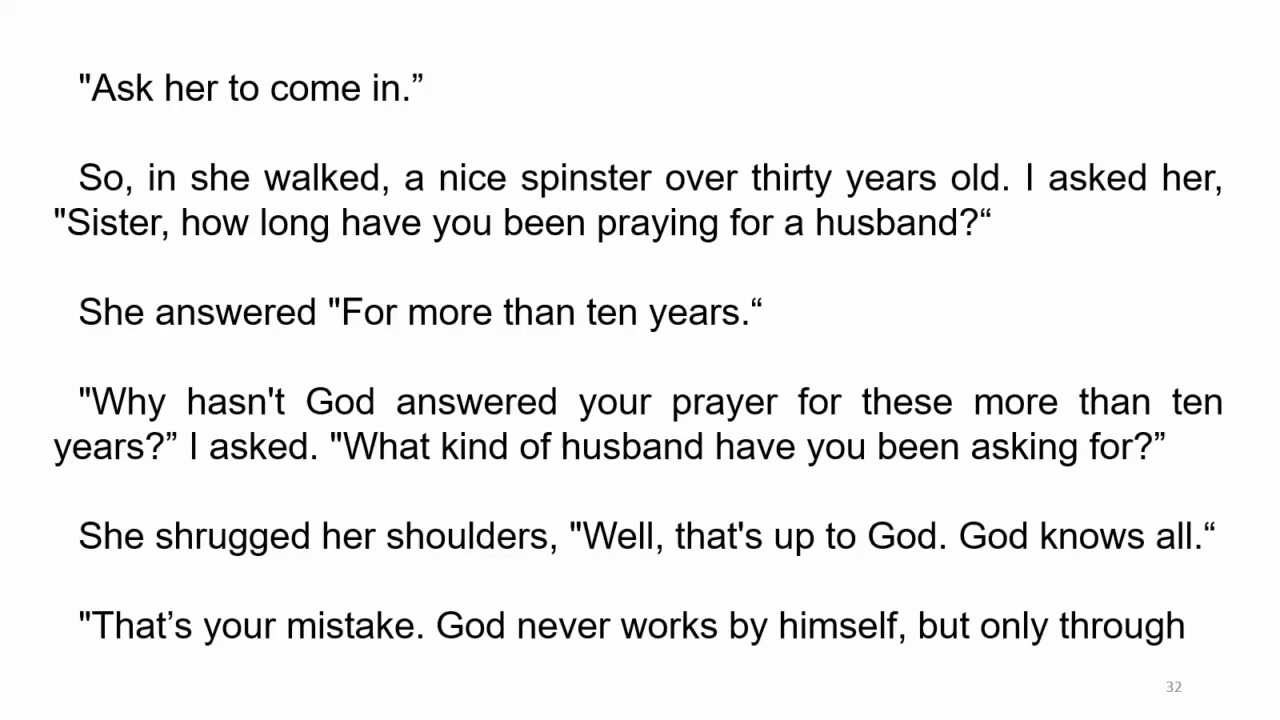 "Ask her to come in.”
So, in she walked, a nice spinster over thirty years old. I asked her,
"Sister, how long have you been praying for a husband?“
She answered "For more than ten years.“
"Why hasn't God answered your prayer for these more than ten
years?” I asked. "What kind of husband have you been asking for?”
She shrugged her shoulders, "Well, that's up to God. God knows all.“
"That’s your mistake. God never works by himself, but only through
32